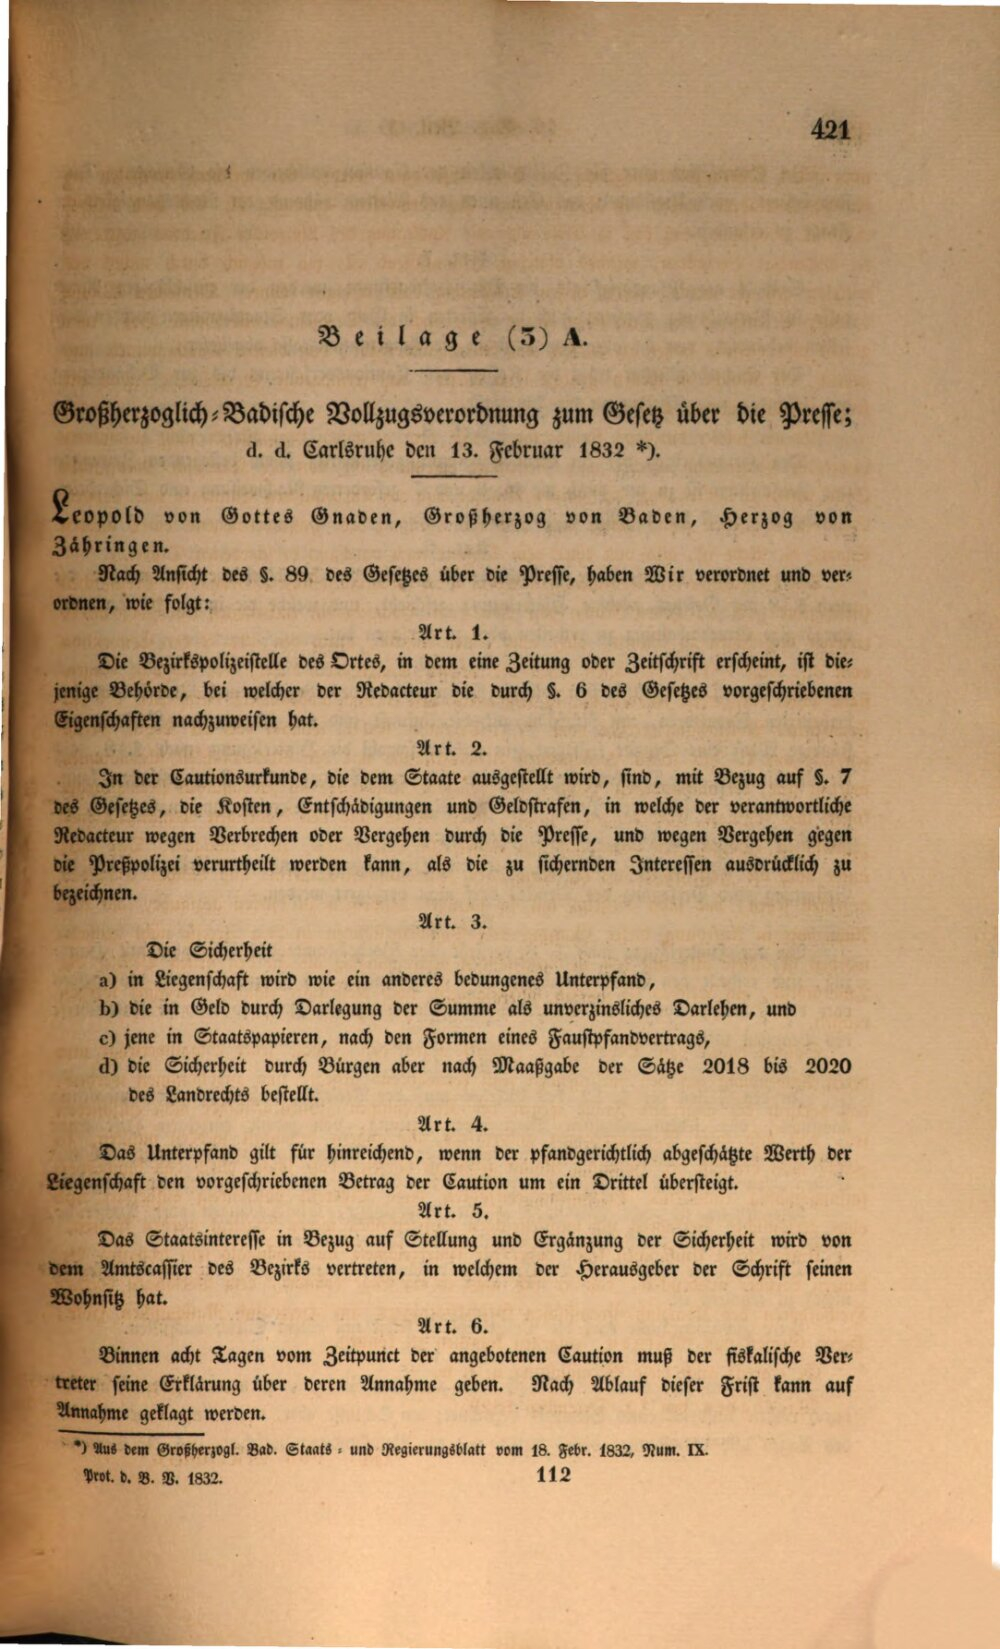 421
Beilage (3) A.
Großherzoglich-Badische Vollzugsverordnung zum Gesetz über die Presse;
d. d. Carlsruhe den 13. Februar 1832 *).
Leopold von Gottes Gnaden, Großherzog von Baden, Herzog von
Zähringen.
Nach Ansicht des §. 89 des Gesetzes über die Presse, haben Wir verordnet und ver-
ordnen, wie folgt:
Art. 1.
Die Bezirkspolizeistelle des Ortes, in dem eine Zeitung oder Zeitschrift erscheint, ist die-
jenige Behörde, bei welcher der Redacteur die durch §. 6 des Gesetzes vorgeschriebenen
Eigenschaften nachzuweisen hat.
Art. 2.
In der Cautionsurkunde, die dem Staate ausgestellt wird, sind, mit Bezug auf §. 7
des Gesetzes, die Kosten, Entschädigungen und Geldstrafen, in welche der verantwortliche
Redacteur wegen Verbrechen oder Vergehen durch die Presse, und wegen Vergehen gegen
die Preßpolizei verurtheilt werden kann, als die zu sichernden Interessen ausdrücklich zu
bezeichnen.
Art. 3.
Die Sicherheit
a) in Liegenschaft wird wie ein anderes bedungenes Unterpfand,
b) die in Geld durch Darlegung der Summe als unverzinsliches Darlehen, und
c) jene in Staatspapieren, nach den Formen eines Faustpfandvertrags,
d) die Sicherheit durch Bürgen aber nach Maaßgabe der Sätze 2018 bis 2020
des Landrechts bestellt.
Art. 4.
Das Unterpfand gilt für hinreichend, wenn der pfandgerichtlich abgeschätzte Werth der
Liegenschaft den vorgeschriebenen Betrag der Caution um ein Drittel übersteigt.
Art. 5.
Das Staatsinteresse in Bezug auf Stellung und Ergänzung der Sicherheit wird von
dem Amtscassier des Bezirks vertreten, in welchem der Herausgeber der Schrift seinen
Wohnsitz hat.
Art. 6.
Binnen acht Tagen vom Zeitpunct der angebotenen Caution muß der fiskalische Ver-
treter seine Erklärung über deren Annahme geben. Nach Ablauf dieser Frist kann auf
Annahme geklagt werden.
*) Aus dem Großherzogl. Bad. Staats- und Regierungsblatt vom 18. Febr. 1832, Num. IX.
Prot. d. B. V. 1832. 112